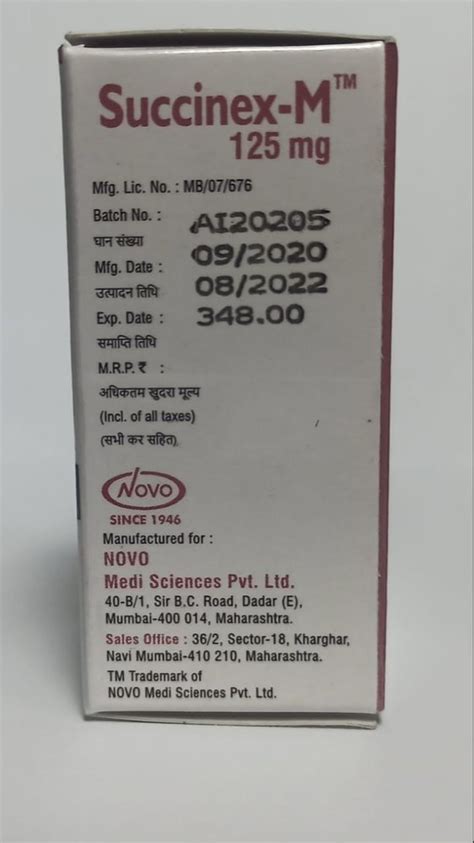 Succinex-M™
125 mg
Mfg. Lic. No. : MB/07/676
Batch No. : AI20205
घान संख्या
Mfg. Date : 09/2020
उत्पादन तिथि 08/2022
Exp. Date : 348.00
समाप्ति तिथि
M.R.P. ₹ :
अधिकतम खुदरा मूल्य
(Incl. of all taxes)
(सभी कर सहित)
Novo
SINCE 1946
Manufactured for :
NOVO
Medi Sciences Pvt. Ltd.
40-B/1, Sir B.C. Road, Dadar (E),
Mumbai-400 014, Maharashtra.
Sales Office : 36/2, Sector-18, Kharghar,
Navi Mumbai-410 210, Maharashtra.
TM Trademark of
NOVO Medi Sciences Pvt. Ltd.